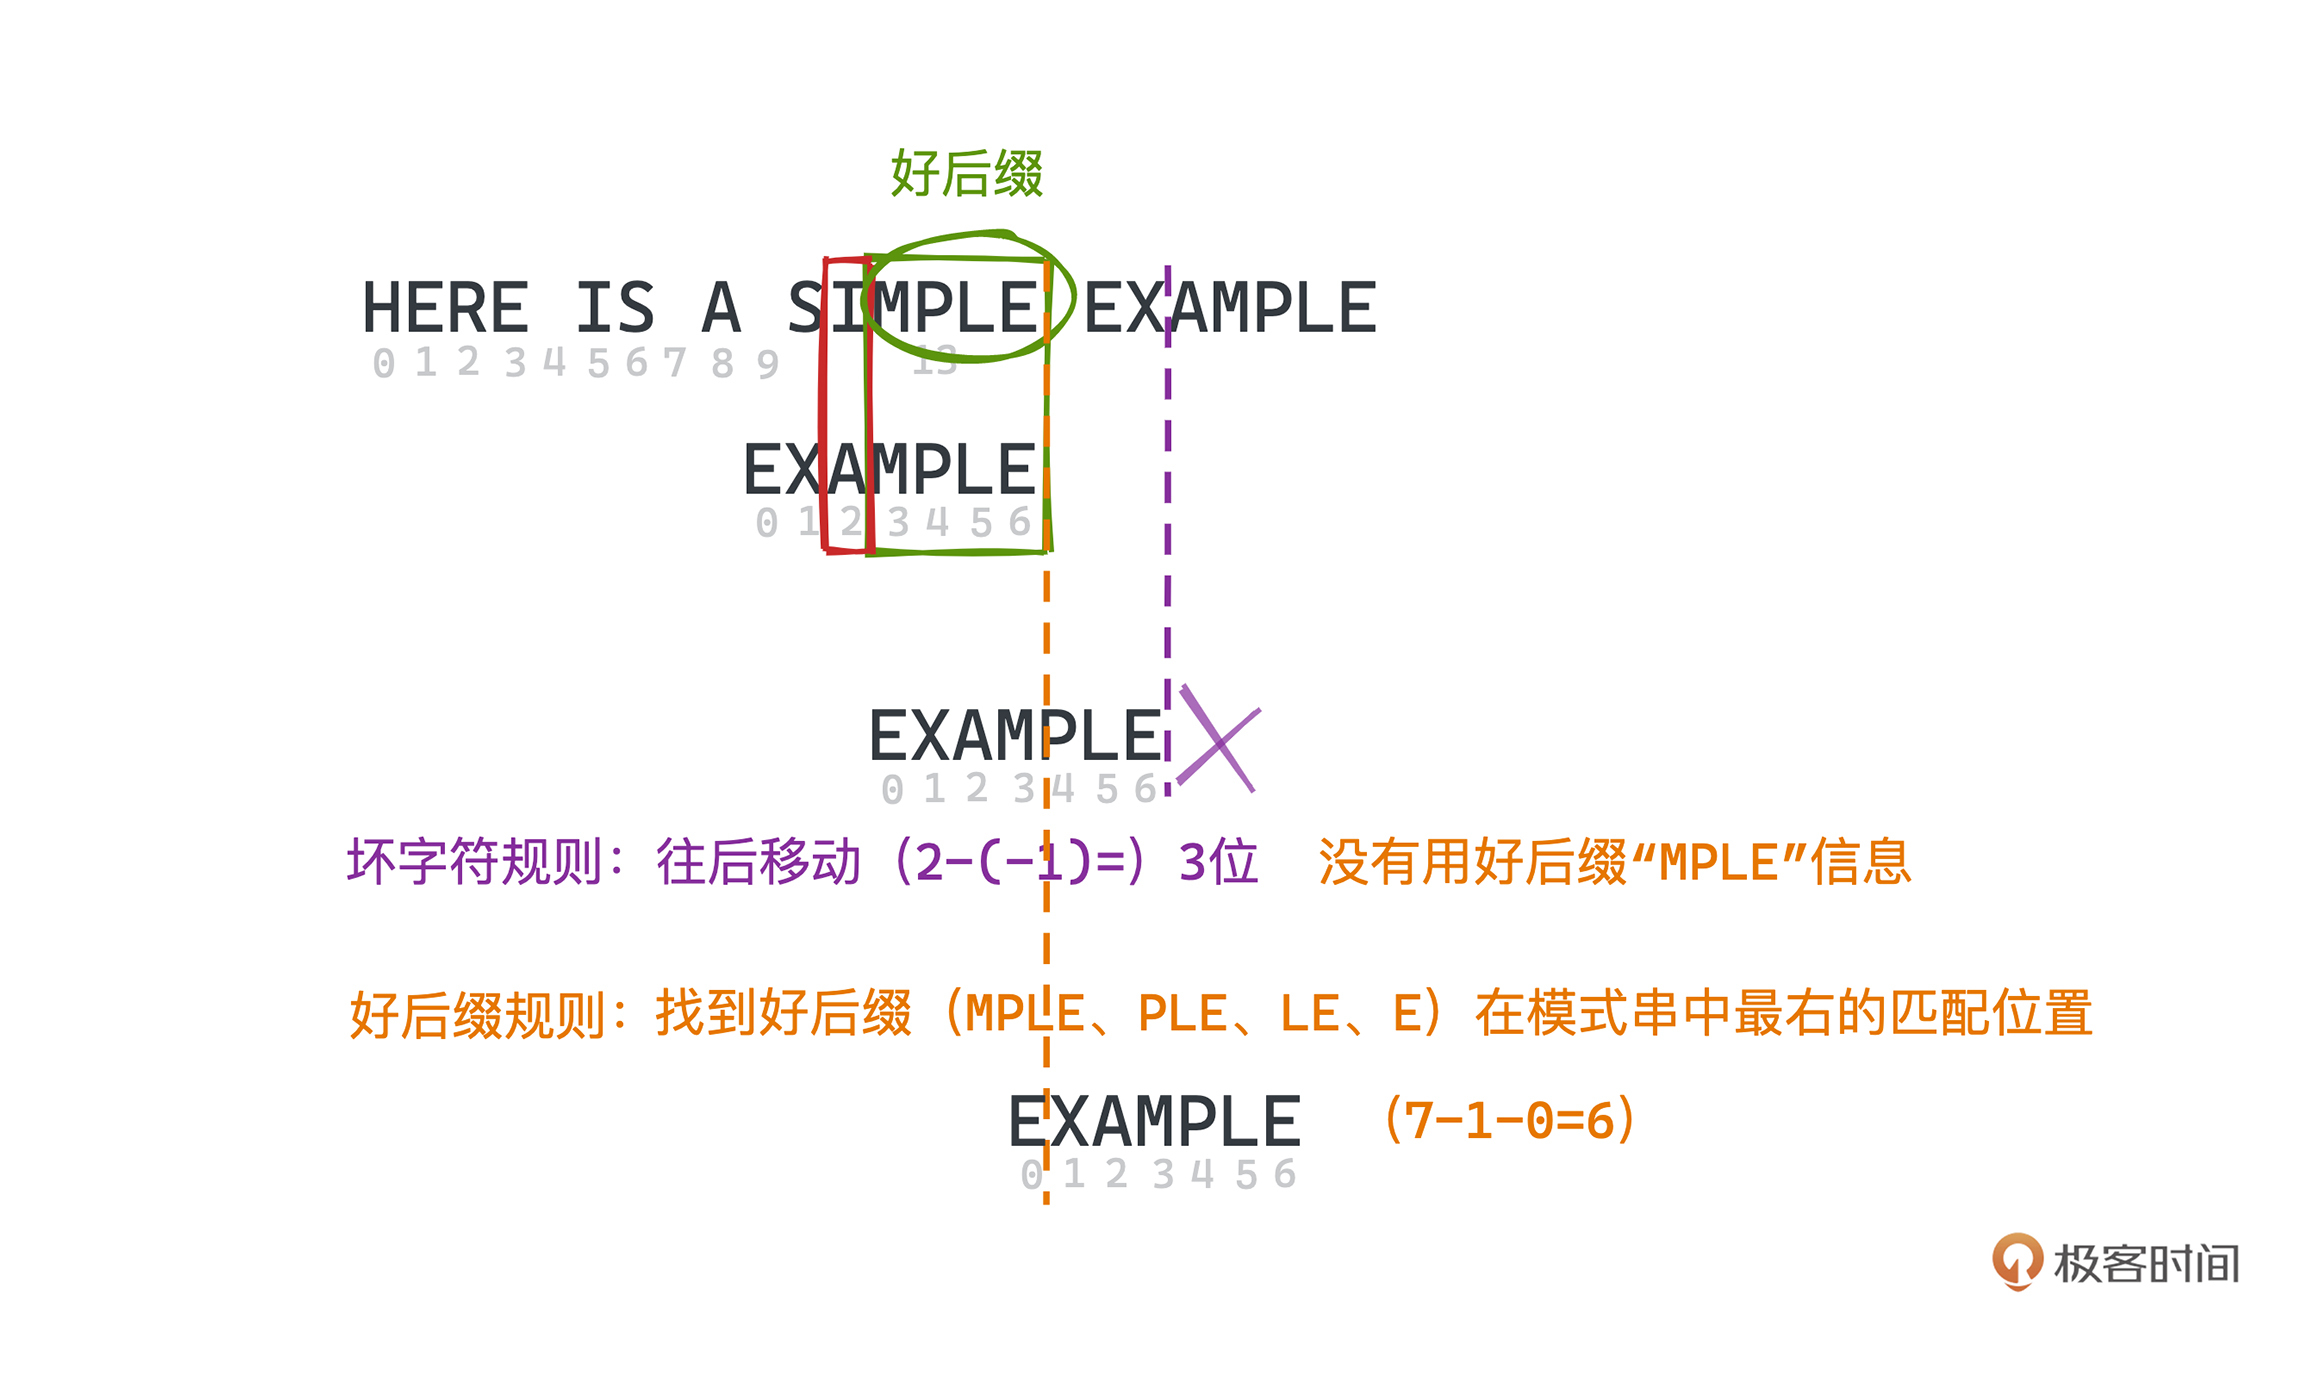 好后缀
HERE IS A SIMPLE EXAMPLE
0 1 2 3 4 5 6 7 8 9 13
EXAMPLE
0 1 2 3 4 5 6
EXAMPLE
0 1 2 3 4 5 6
坏字符规则：往后移动（2-(-1)=）3位 没有用好后缀“MPLE”信息
好后缀规则：找到好后缀（MPLE、PLE、LE、E）在模式串中最右的匹配位置
EXAMPLE （7-1-0=6）
0 1 2 3 4 5 6
极客时间